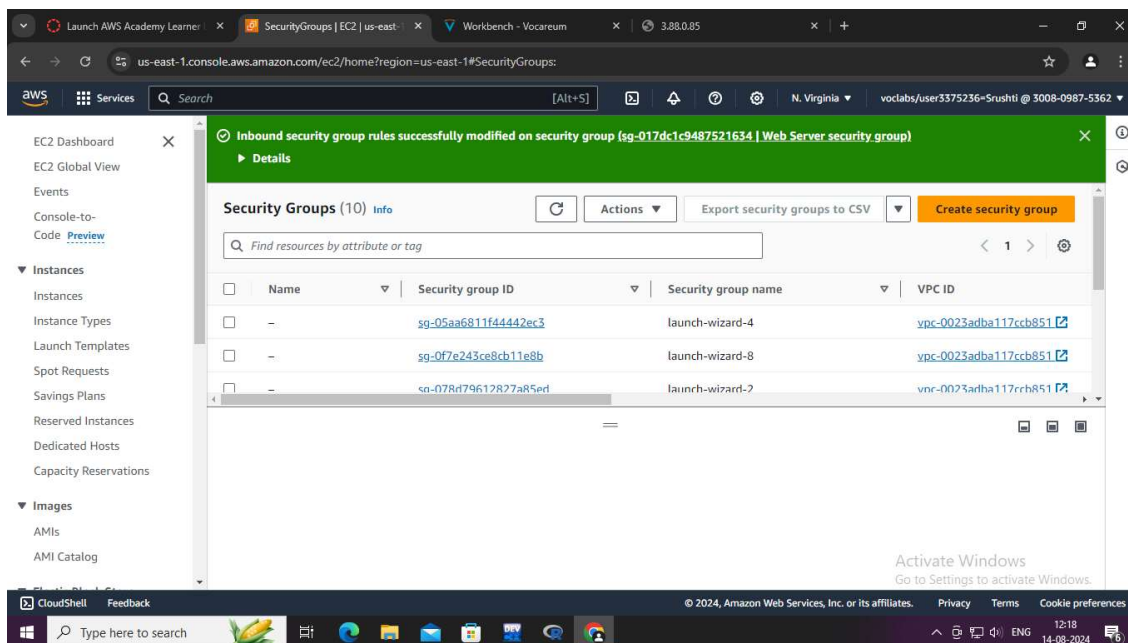 Launch AWS Academy Learner L
SecurityGroups | EC2 | us-east-1
Workbench - Vocareum
3.88.0.85
us-east-1.console.aws.amazon.com/ec2/home?region=us-east-1#SecurityGroups:
aws Services Search [Alt+S] N. Virginia voclabs/user3375236=Srushti @ 3008-0987-5362
EC2 Dashboard
EC2 Global View
Events
Console-to-
Code Preview
Instances
Instances
Instance Types
Launch Templates
Spot Requests
Savings Plans
Reserved Instances
Dedicated Hosts
Capacity Reservations
Images
AMIs
AMI Catalog
Inbound security group rules successfully modified on security group (sg-017dc1c9487521634 | Web Server security group)
Details
Security Groups (10) Info Actions Export security groups to CSV Create security group
Find resources by attribute or tag 1
Name Security group ID Security group name VPC ID
– sg-05aa6811f44442ec3 launch-wizard-4 vpc-0023adba117ccb851
– sg-0f7e243ce8cb11e8b launch-wizard-8 vpc-0023adba117ccb851
– sg-078d79612827a85ed launch-wizard-2 vpc-0023adba117ccb851
Activate Windows
Go to Settings to activate Windows.
CloudShell Feedback © 2024, Amazon Web Services, Inc. or its affiliates. Privacy Terms Cookie preferences
Type here to search DEV ENG 12:18
14-08-2024